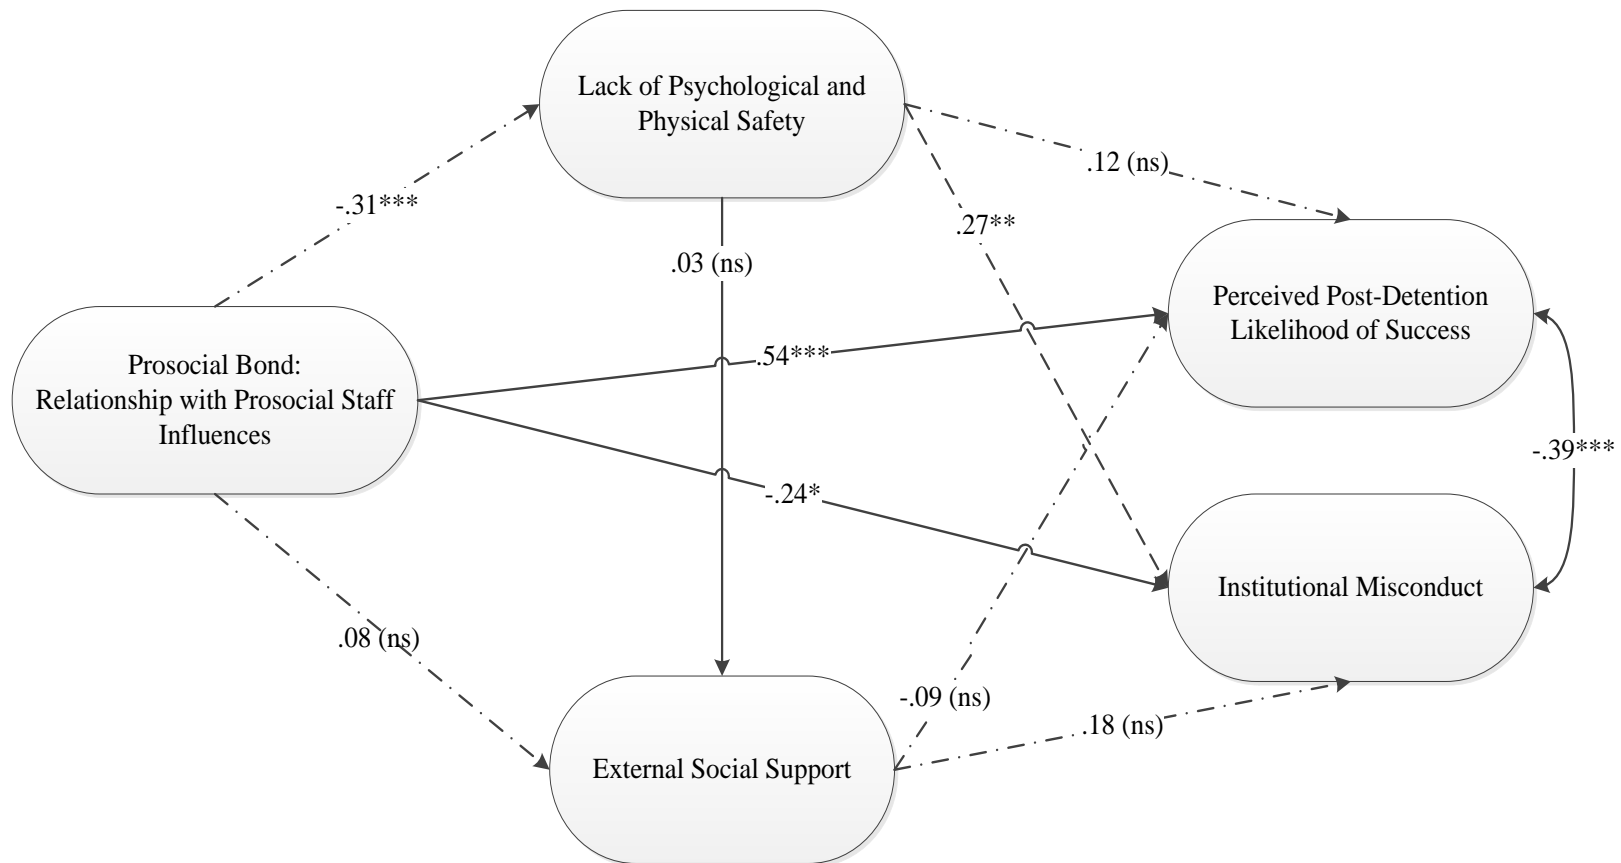 Lack of Psychological and
Physical Safety
.12 (ns)
-.31***
.27**
.03 (ns)
Perceived Post-Detention
Likelihood of Success
Prosocial Bond:
Relationship with Prosocial Staff
Influences
.54***
-.39***
-.24*
Institutional Misconduct
.08 (ns)
-.09 (ns)
.18 (ns)
External Social Support